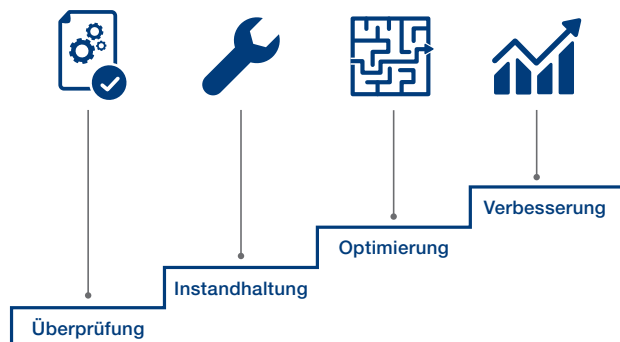 Verbesserung
Optimierung
Instandhaltung
Überprüfung